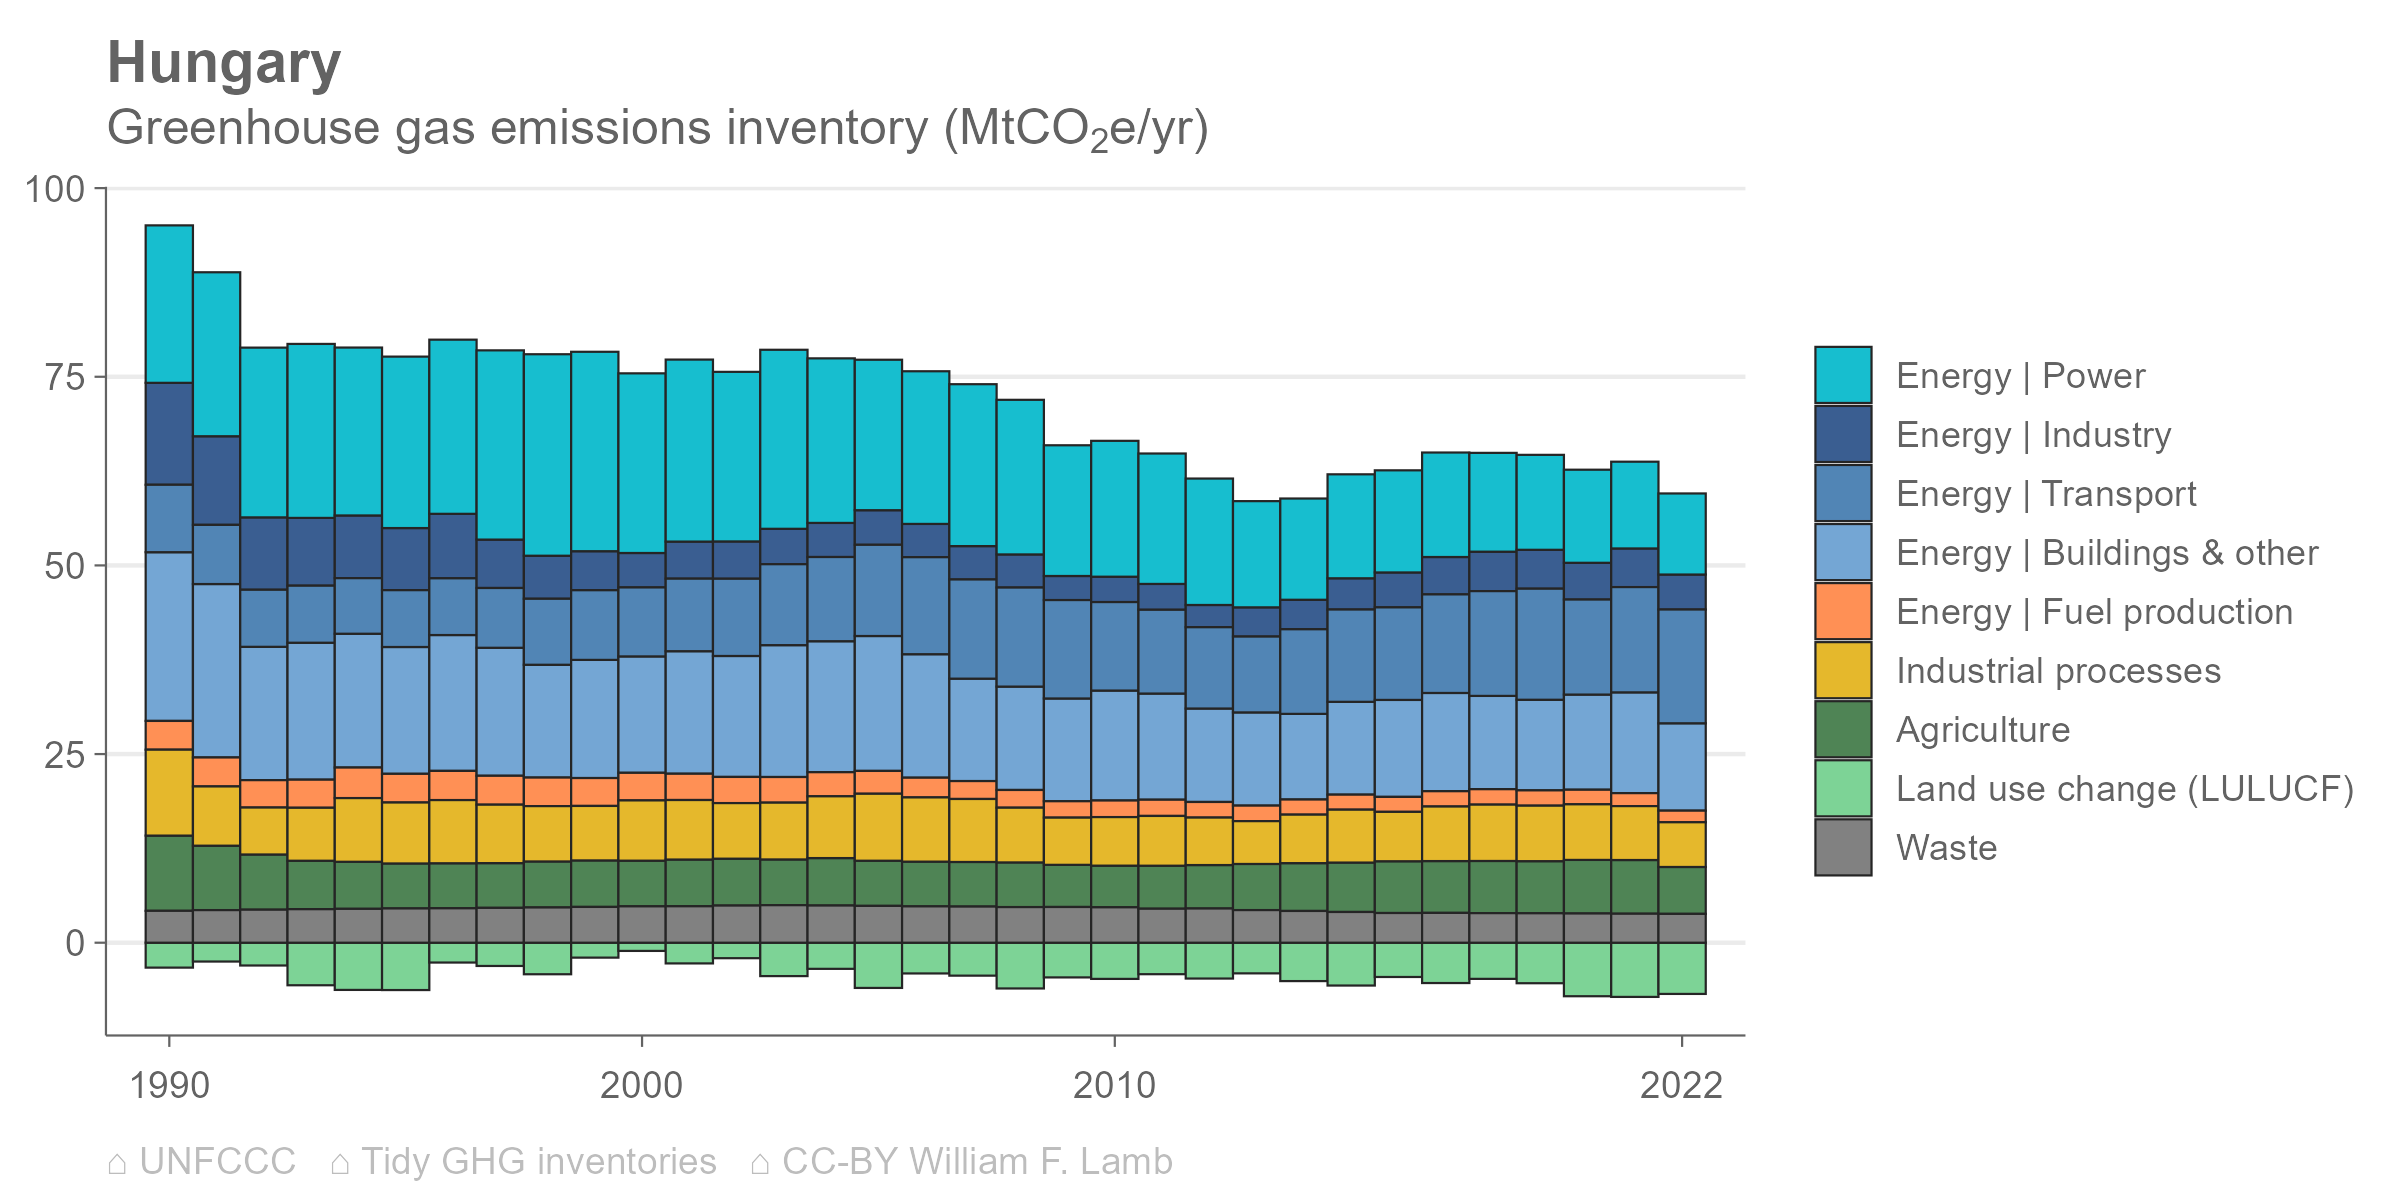 Hungary
Greenhouse gas emissions inventory (MtCO₂e/yr)
100
75
50
25
0
1990 2000 2010 2022
Energy | Power
Energy | Industry
Energy | Transport
Energy | Buildings & other
Energy | Fuel production
Industrial processes
Agriculture
Land use change (LULUCF)
Waste
⌂ UNFCCC ⌂ Tidy GHG inventories ⌂ CC-BY William F. Lamb